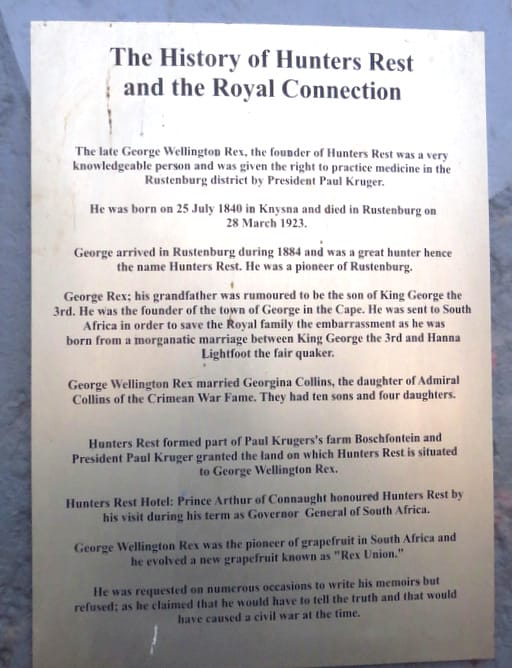 The History of Hunters Rest
and the Royal Connection
The late George Wellington Rex, the founder of Hunters Rest was a very
knowledgeable person and was given the right to practice medicine in the
Rustenburg district by President Paul Kruger.
He was born on 25 July 1840 in Knysna and died in Rustenburg on
28 March 1923.
George arrived in Rustenburg during 1884 and was a great hunter hence
the name Hunters Rest. He was a pioneer of Rustenburg.
George Rex; his grandfather was rumoured to be the son of King George the
3rd. He was the founder of the town of George in the Cape. He was sent to South
Africa in order to save the Royal family the embarrassment as he was
born from a morganatic marriage between King George the 3rd and Hanna
Lightfoot the fair quaker.
George Wellington Rex married Georgina Collins, the daughter of Admiral
Collins of the Crimean War Fame. They had ten sons and four daughters.
Hunters Rest formed part of Paul Krugers's farm Boschfontein and
President Paul Kruger granted the land on which Hunters Rest is situated
to George Wellington Rex.
Hunters Rest Hotel: Prince Arthur of Connaught honoured Hunters Rest by
his visit during his term as Governor General of South Africa.
George Wellington Rex was the pioneer of grapefruit in South Africa and
he evolved a new grapefruit known as "Rex Union."
He was requested on numerous occasions to write his memoirs but
refused; as he claimed that he would have to tell the truth and that would
have caused a civil war at the time.